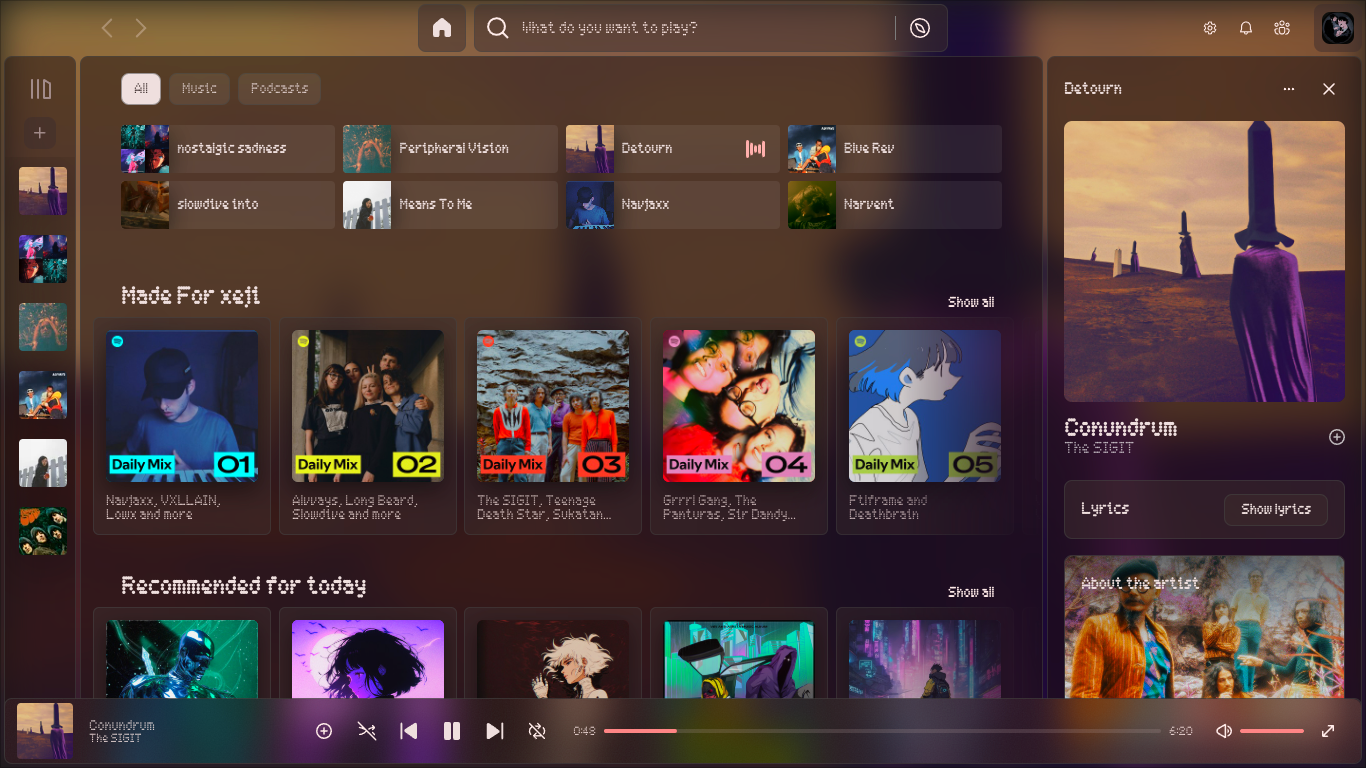 What do you want to play?
All
Music
Podcasts
nostalgic sadness
Peripheral Vision
Detourn
Blue Rev
slowdive into
Means To Me
Navjaxx
Narvent
Made For xeji
Show all
Daily Mix 01
Daily Mix 02
Daily Mix 03
Daily Mix 04
Daily Mix 05
Navjaxx, VXLLAIN,
Lowx and more
Alvvays, Long Beard,
Slowdive and more
The SIGIT, Teenage
Death Star, Sukatan...
Grrrl Gang, The
Panturas, Sir Dandy...
Ftlframe and
Deathbrain
Recommended for today
Show all
Detourn
Conundrum
The SIGIT
Lyrics
Show lyrics
About the artist
Conundrum
The SIGIT
0:48
6:20